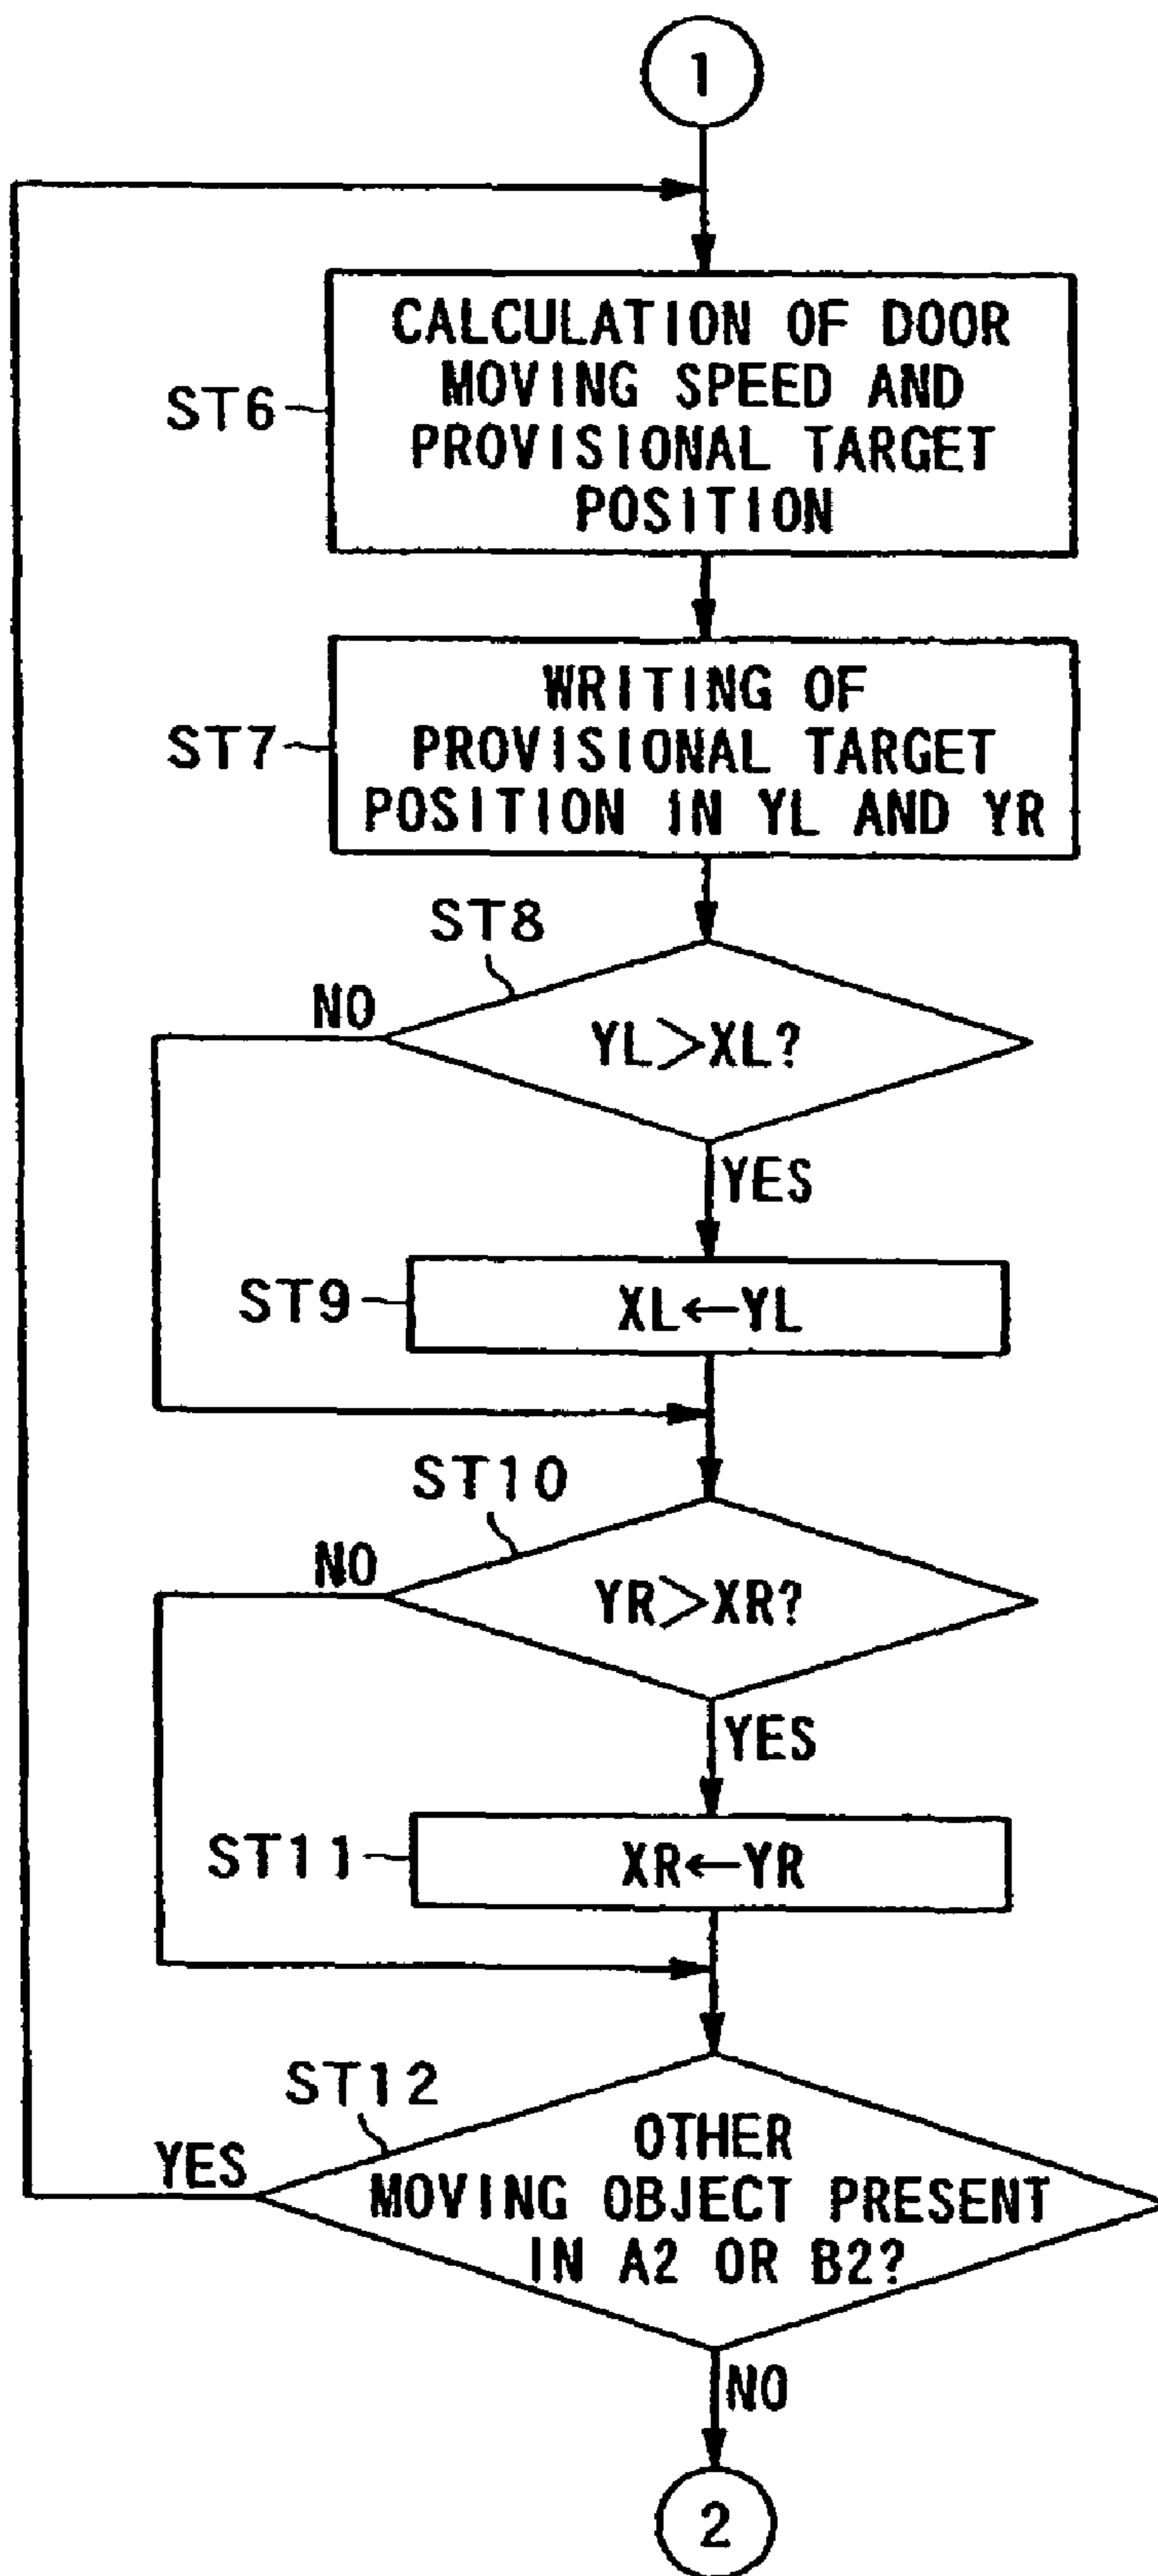 1
CALCULATION OF DOOR
MOVING SPEED AND
PROVISIONAL TARGET
POSITION
ST6
WRITING OF
PROVISIONAL TARGET
POSITION IN YL AND YR
ST7
ST8
NO
YL>XL?
YES
ST9
XL←YL
ST10
NO
YR>XR?
YES
ST11
XR←YR
ST12
YES
OTHER
MOVING OBJECT PRESENT
IN A2 OR B2?
NO
2